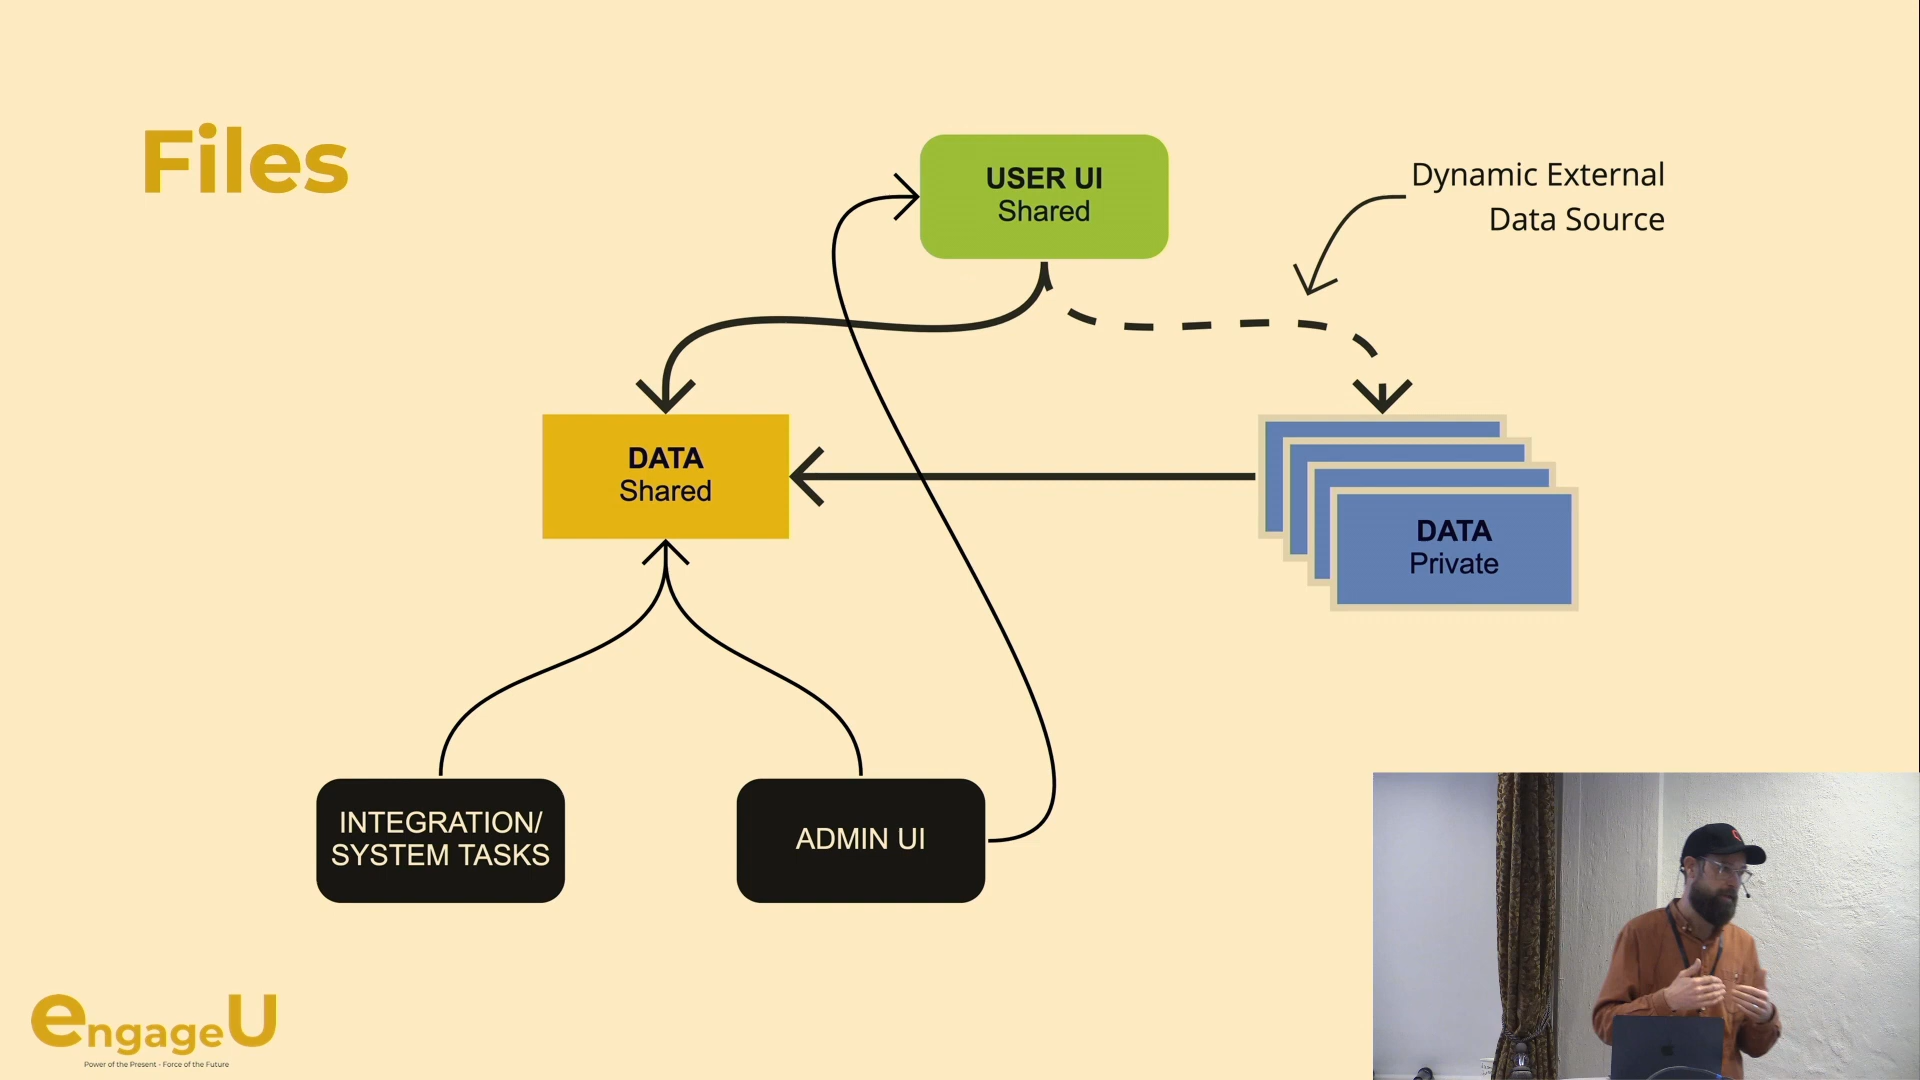 Files
USER UI
Shared
Dynamic External
Data Source
DATA
Shared
DATA
Private
INTEGRATION/
SYSTEM TASKS
ADMIN UI
engageU
Power of the Present - Force of the Future